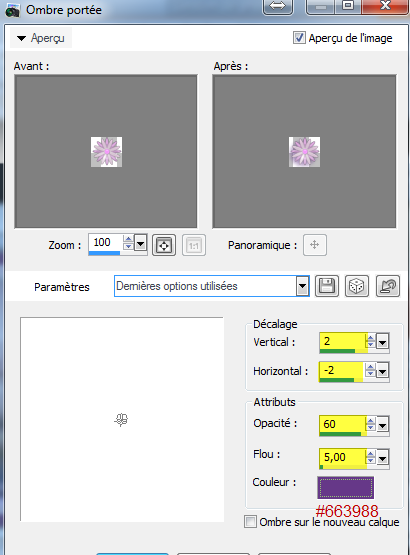 Ombre portée
Aperçu
Aperçu de l'image
Avant :
Après :
Zoom :
100
1:1
Panoramique :
Paramètres
Dernières options utilisées
Décalage
Vertical :
2
Horizontal :
-2
Attributs
Opacité :
60
Flou :
5,00
Couleur :
#663988
Ombre sur le nouveau calque